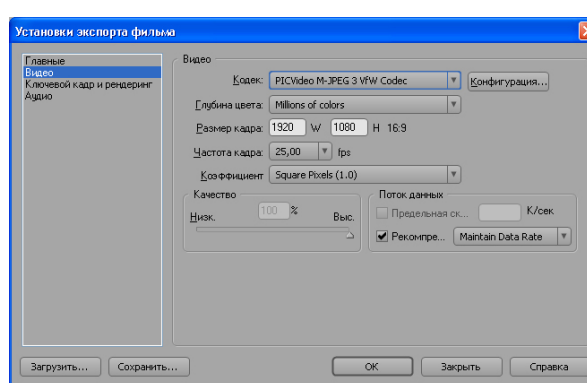 Установки экспорта фильма
Главные
Видео
Ключевой кадр и рендеринг
Аудио
Видео
Кодек: PICVideo M-JPEG 3 VfW Codec Конфигурация...
Глубина цвета: Millions of colors
Размер кадра: 1920 W 1080 H 16:9
Частота кадра: 25,00 fps
Коэффициент Square Pixels (1.0)
Качество
100 %
Низк. Выс.
Поток данных
Предельная ск... К/сек
Рекомпре... Maintain Data Rate
Загрузить... Сохранить... OK Закрыть Справка